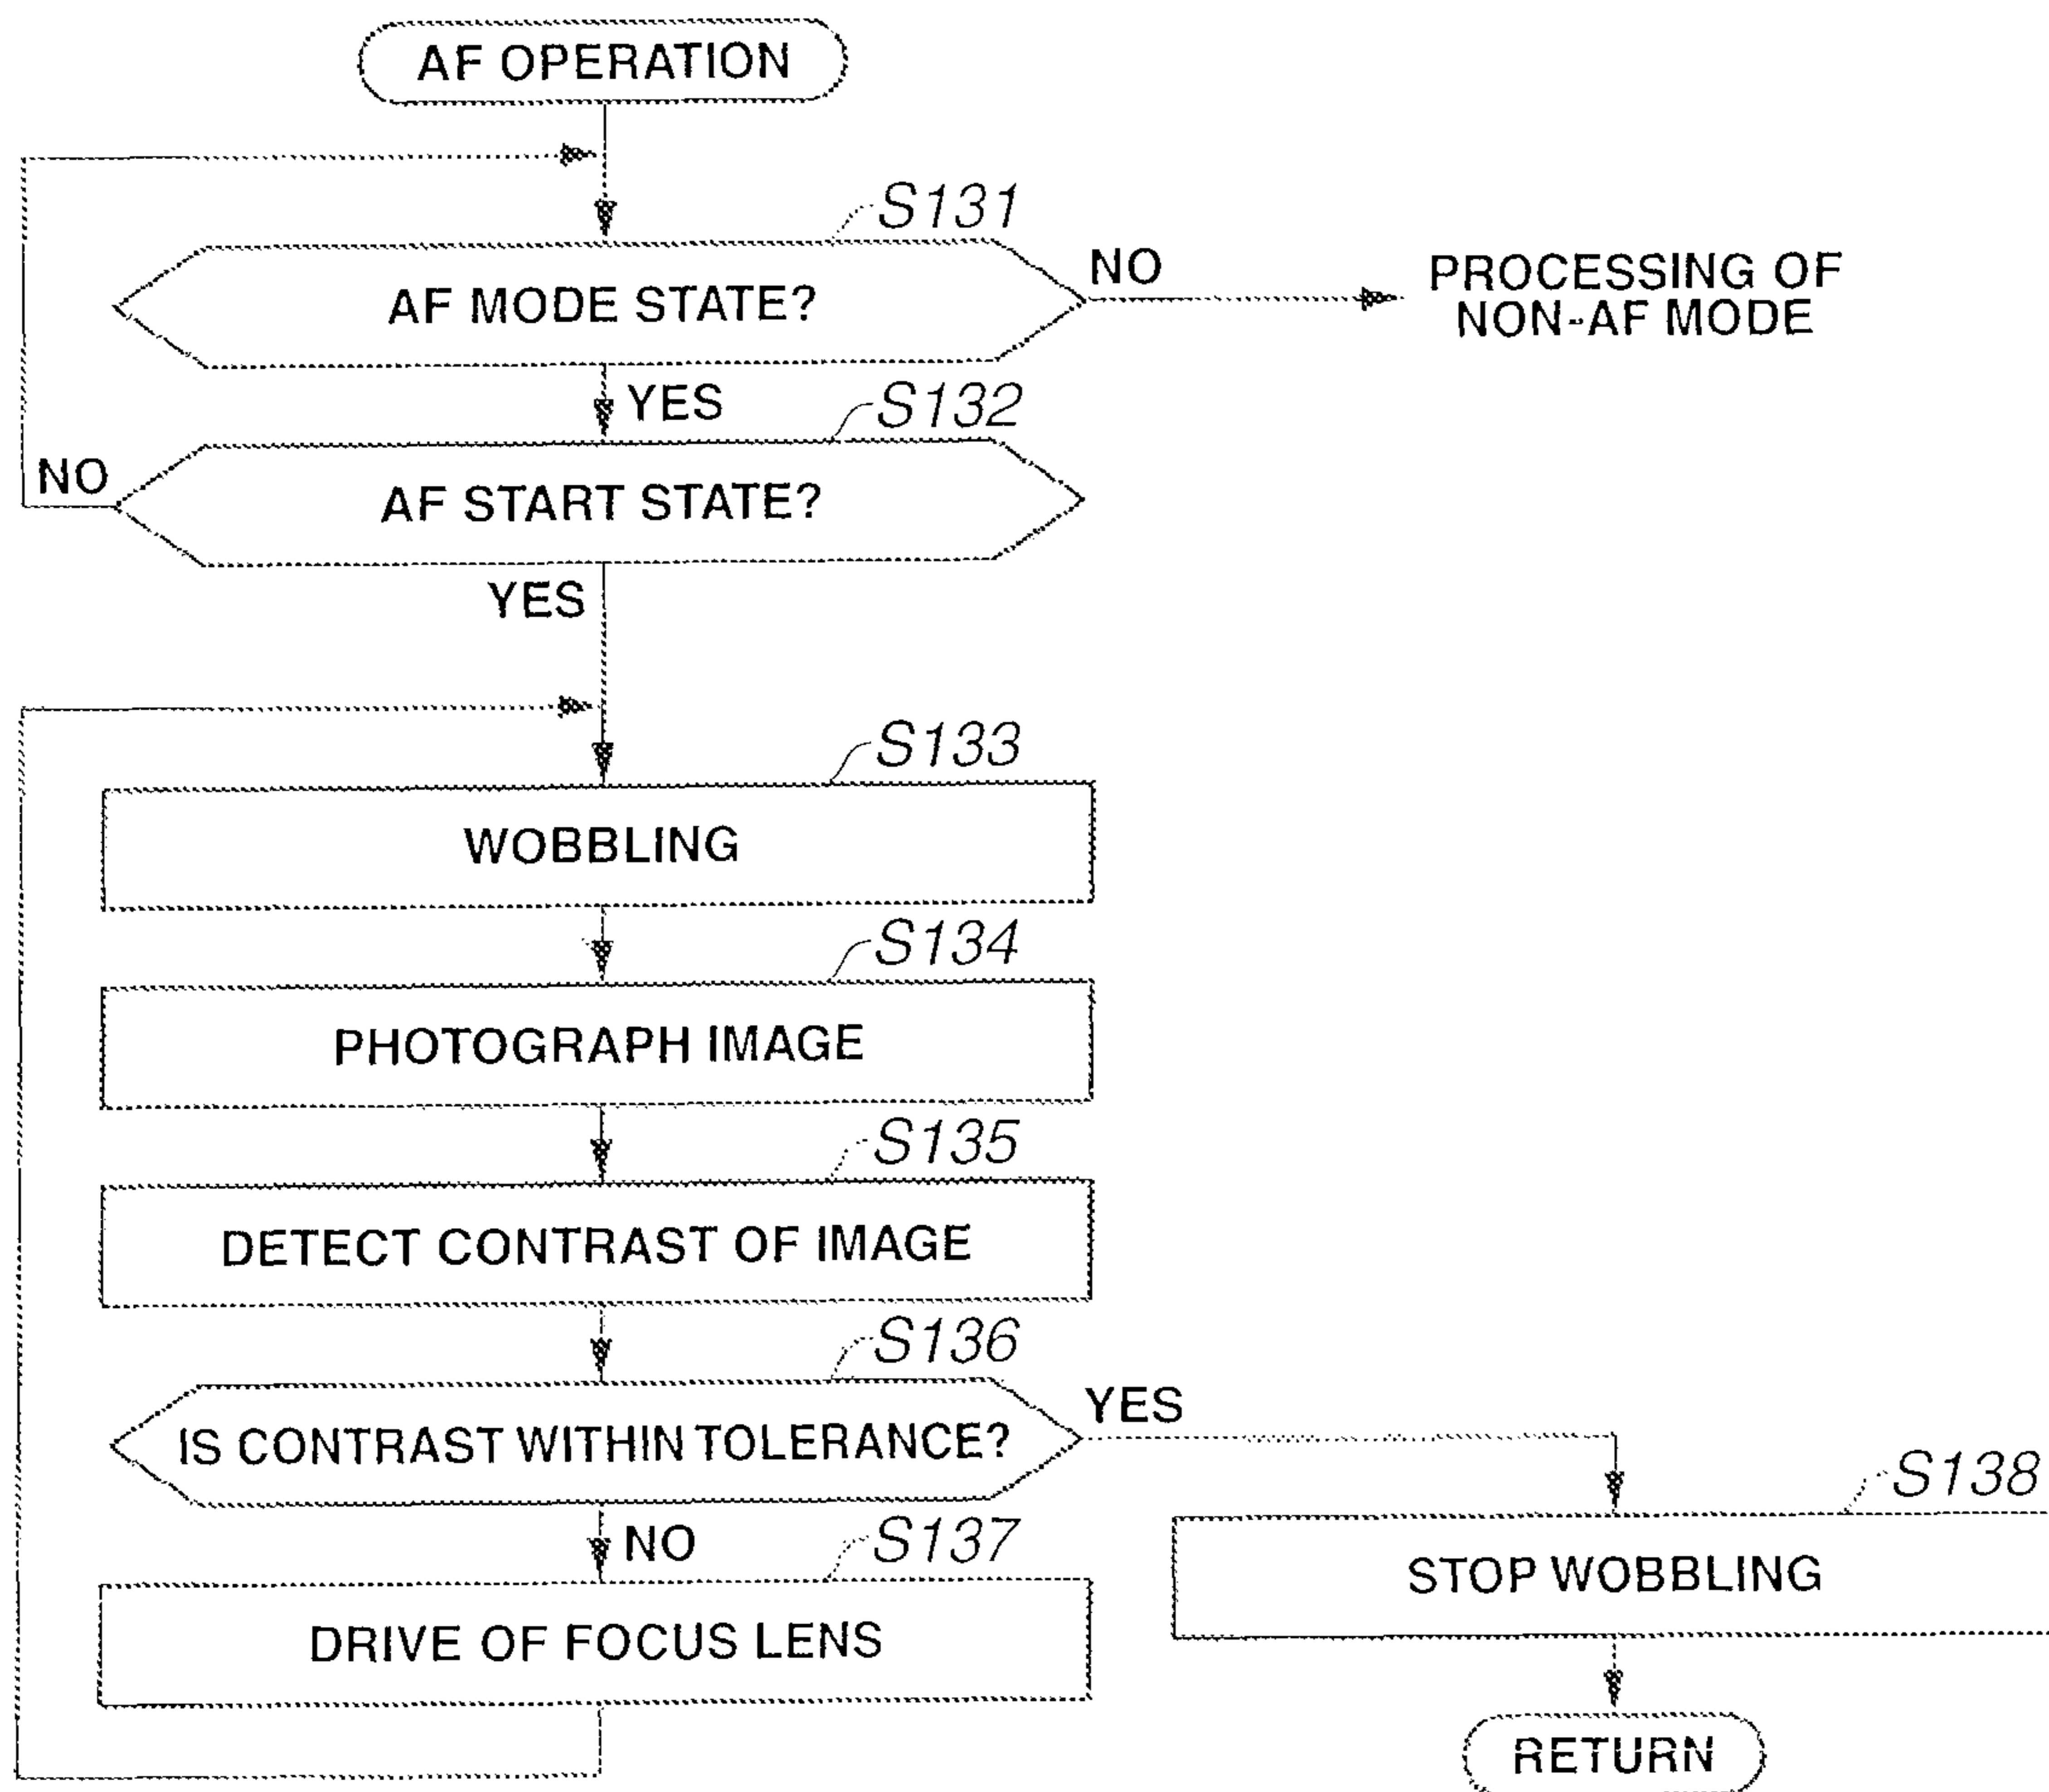 AF OPERATION
S131
AF MODE STATE?
NO
PROCESSING OF
NON-AF MODE
YES
S132
AF START STATE?
NO
YES
S133
WOBBLING
S134
PHOTOGRAPH IMAGE
S135
DETECT CONTRAST OF IMAGE
S136
IS CONTRAST WITHIN TOLERANCE?
YES
NO
S137
DRIVE OF FOCUS LENS
S138
STOP WOBBLING
RETURN